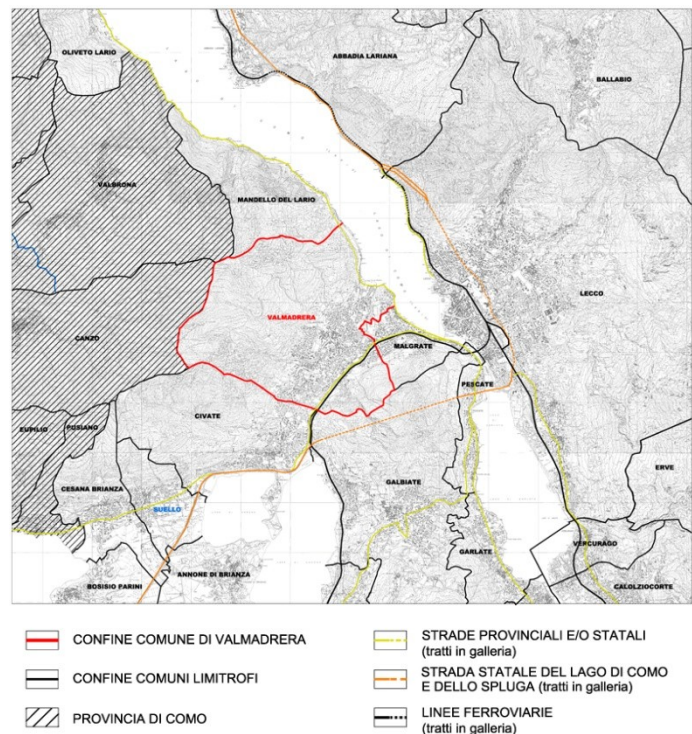 OLIVETO LARIO
ABBADIA LARIANA
BALLABIO
VALBRONA
MANDELLO DEL LARIO
LECCO
VALMADRERA
CANZO
MALGRATE
PESCATE
CIVATE
EUPILIO
PUSIANO
ERVE
CESANA BRIANZA
GALBIATE
SUELLO
VERCURAGO
GARLATE
ANNONE DI BRIANZA
BOSISIO PARINI
CALOLZIOCORTE
CONFINE COMUNE DI VALMADRERA
CONFINE COMUNI LIMITROFI
PROVINCIA DI COMO
STRADE PROVINCIALI E/O STATALI
(tratti in galleria)
STRADA STATALE DEL LAGO DI COMO
E DELLO SPLUGA (tratti in galleria)
LINEE FERROVIARIE
(tratti in galleria)